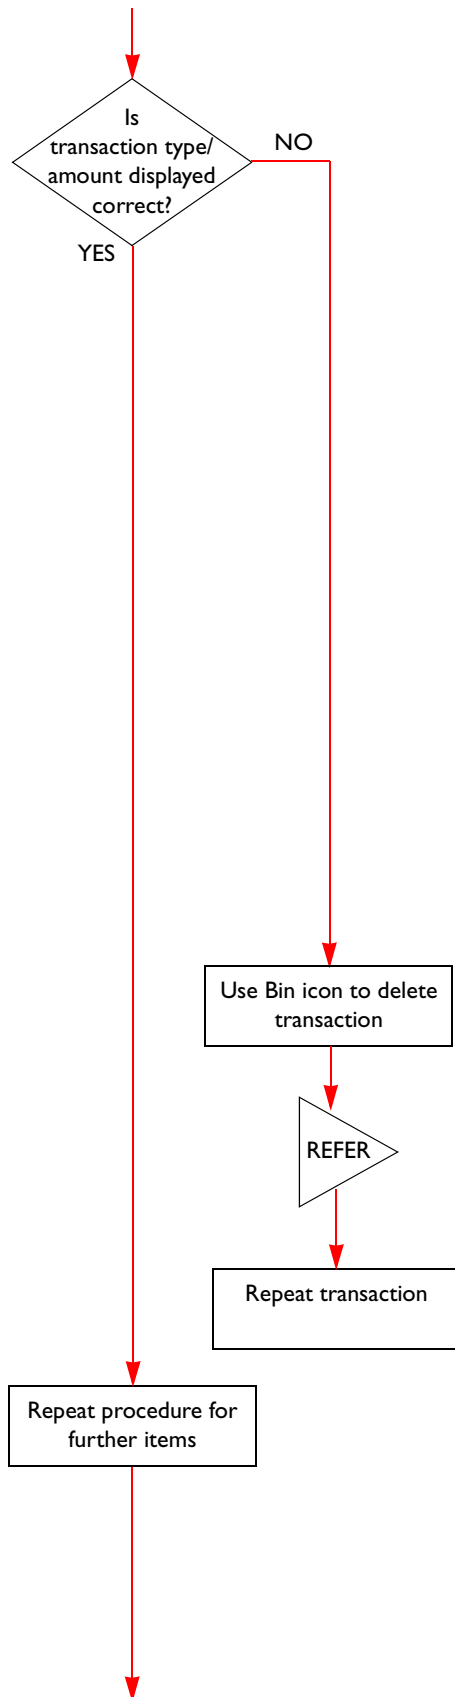 Is
transaction type/
amount displayed
correct?
NO
YES
Use Bin icon to delete
transaction
REFER
Repeat transaction
Repeat procedure for
further items